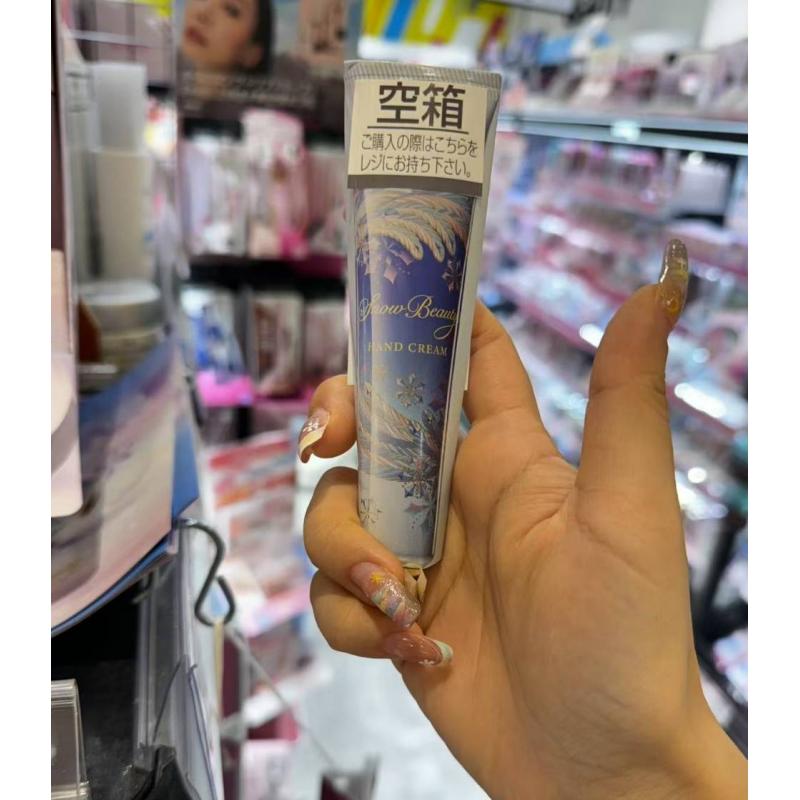 空箱
ご購入の際はこちらを
レジにお持ち下さい。
Snow Beauty
HAND CREAM